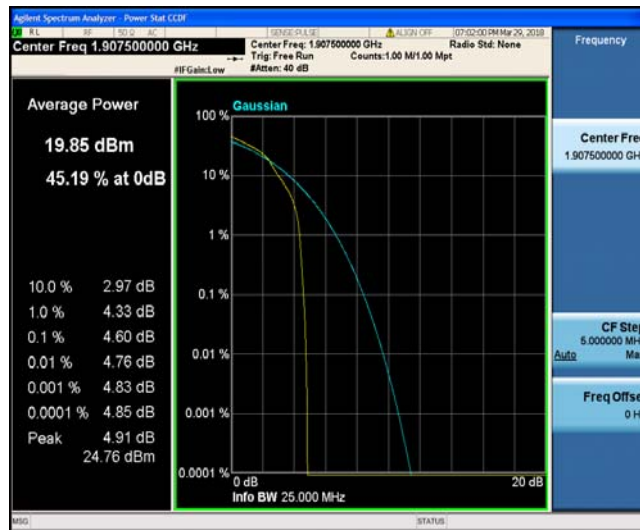 Agilent Spectrum Analyzer - Power Stat CCDF
RL RF 50 Ω AC SENSE:PULSE ALIGN OFF 07:02:00 PM Mar 29, 2018
Center Freq 1.907500000 GHz
Center Freq: 1.907500000 GHz Radio Std: None
Trig: Free Run Counts:1.00 M/1.00 Mpt
#IFGain:Low #Atten: 40 dB
Frequency
Average Power
19.85 dBm
45.19 % at 0dB
10.0 % 2.97 dB
1.0 % 4.33 dB
0.1 % 4.60 dB
0.01 % 4.76 dB
0.001 % 4.83 dB
0.0001 % 4.85 dB
Peak 4.91 dB
24.76 dBm
Gaussian
100 %
10 %
1 %
0.1 %
0.01 %
0.001 %
0.0001 %
0 dB 20 dB
Info BW 25.000 MHz
Center Fre
1.907500000 GH
CF Step
5.000000 MH
Auto Ma
Freq Offse
0 H
MSG STATUS